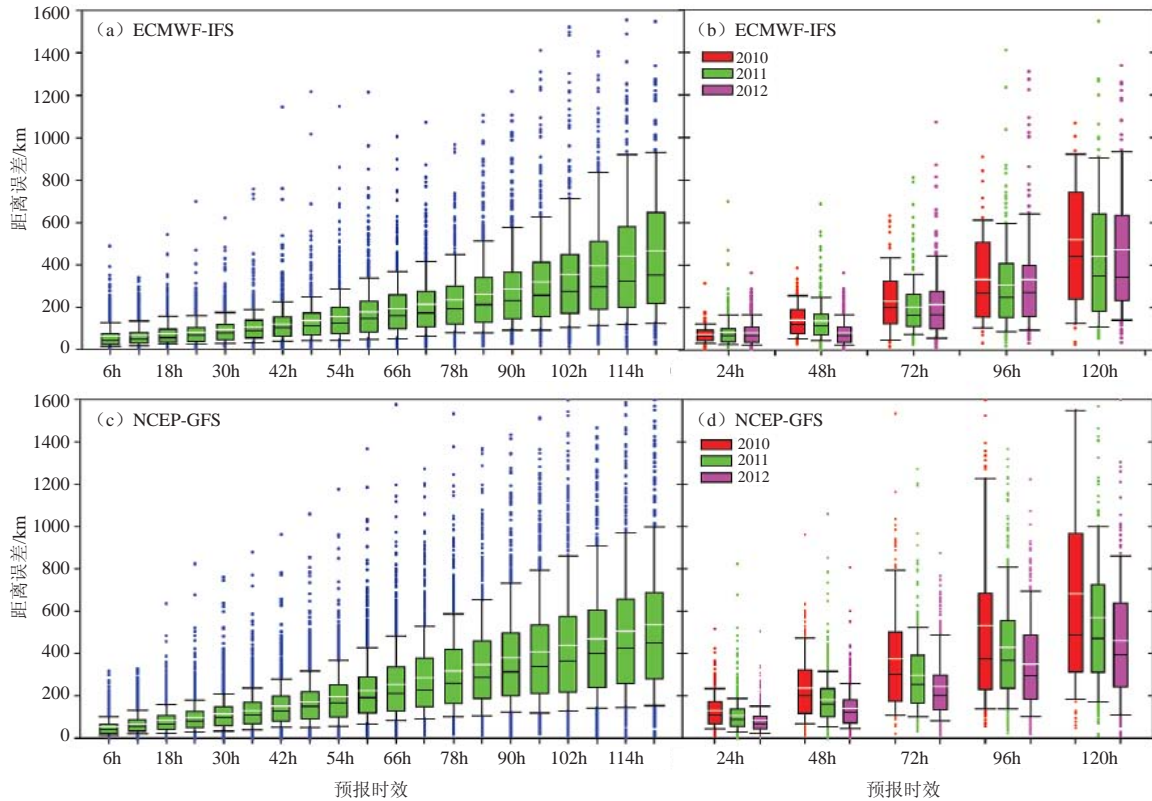 （a）ECMWF-IFS
1600
1400
1200
1000
800
600
400
200
0
距离误差/km
6h 18h 30h 42h 54h 66h 78h 90h 102h 114h
（b）ECMWF-IFS
2010
2011
2012
24h 48h 72h 96h 120h
（c）NCEP-GFS
1600
1400
1200
1000
800
600
400
200
0
距离误差/km
6h 18h 30h 42h 54h 66h 78h 90h 102h 114h
预报时效
（d）NCEP-GFS
2010
2011
2012
24h 48h 72h 96h 120h
预报时效